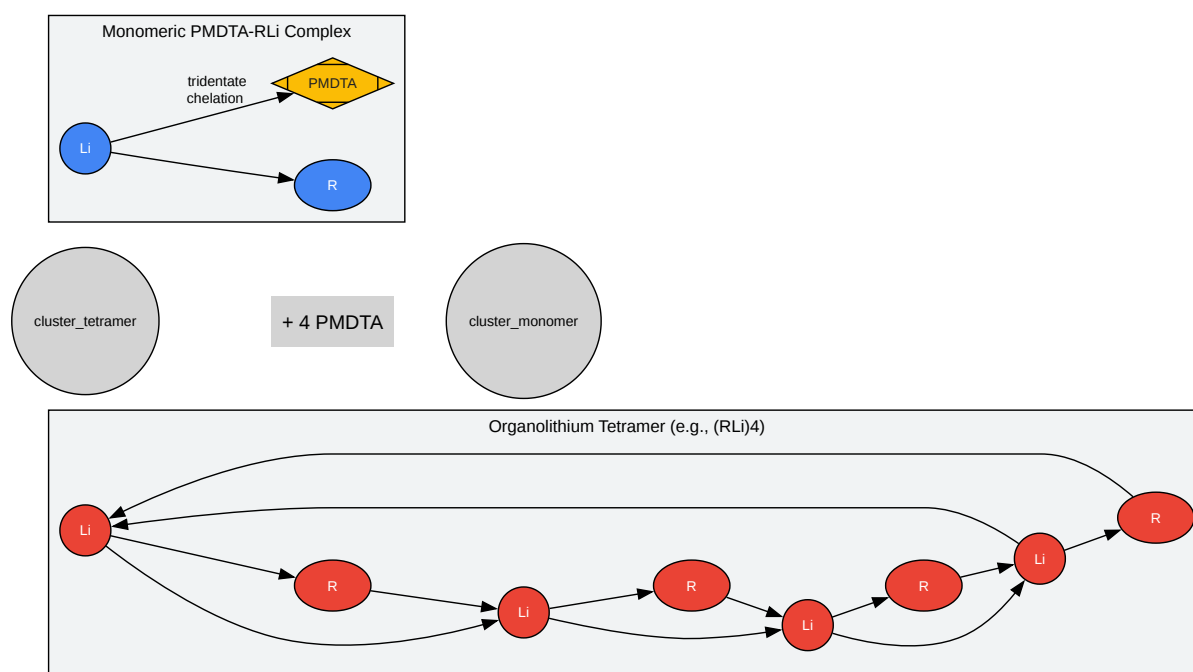 Monomeric PMDTA-RLi Complex
tridentate
chelation
PMDTA
Li
R
cluster_tetramer
+ 4 PMDTA
cluster_monomer
Organolithium Tetramer (e.g., (RLi)4)
Li
R
Li
R
Li
R
Li
R